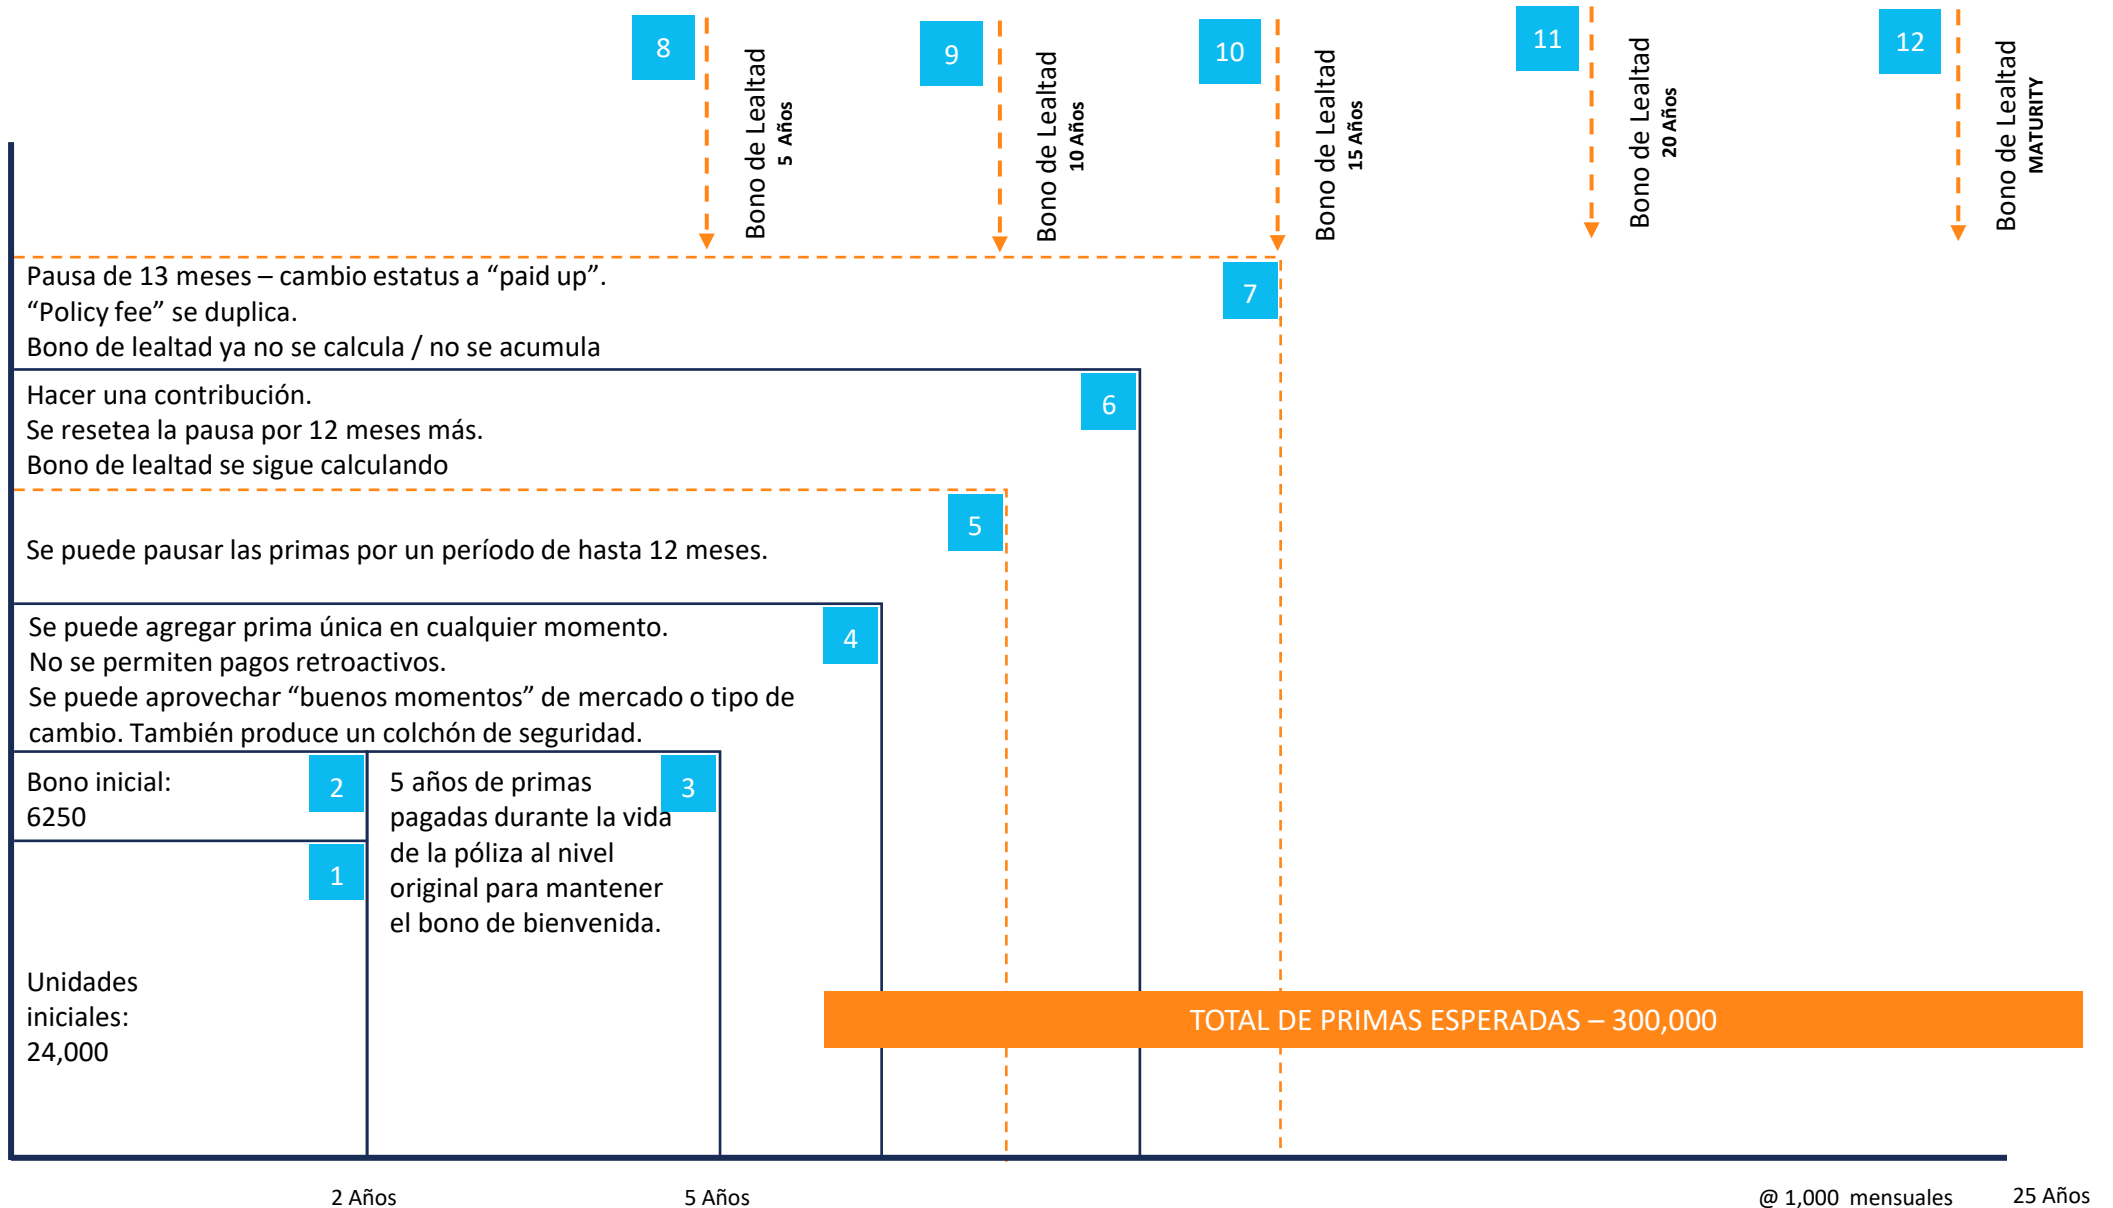 8
Bono de Lealtad
5 Años
9
Bono de Lealtad
10 Años
10
Bono de Lealtad
15 Años
11
Bono de Lealtad
20 Años
12
Bono de Lealtad
MATURITY
Pausa de 13 meses – cambio estatus a “paid up”.
“Policy fee” se duplica.
Bono de lealtad ya no se calcula / no se acumula
7
Hacer una contribución.
Se resetea la pausa por 12 meses más.
Bono de lealtad se sigue calculando
6
Se puede pausar las primas por un período de hasta 12 meses.
5
Se puede agregar prima única en cualquier momento.
No se permiten pagos retroactivos.
Se puede aprovechar “buenos momentos” de mercado o tipo de
cambio. También produce un colchón de seguridad.
4
Bono inicial:
6250
2
5 años de primas
pagadas durante la vida
de la póliza al nivel
original para mantener
el bono de bienvenida.
3
1
Unidades
iniciales:
24,000
TOTAL DE PRIMAS ESPERADAS – 300,000
2 Años
5 Años
@ 1,000 mensuales
25 Años